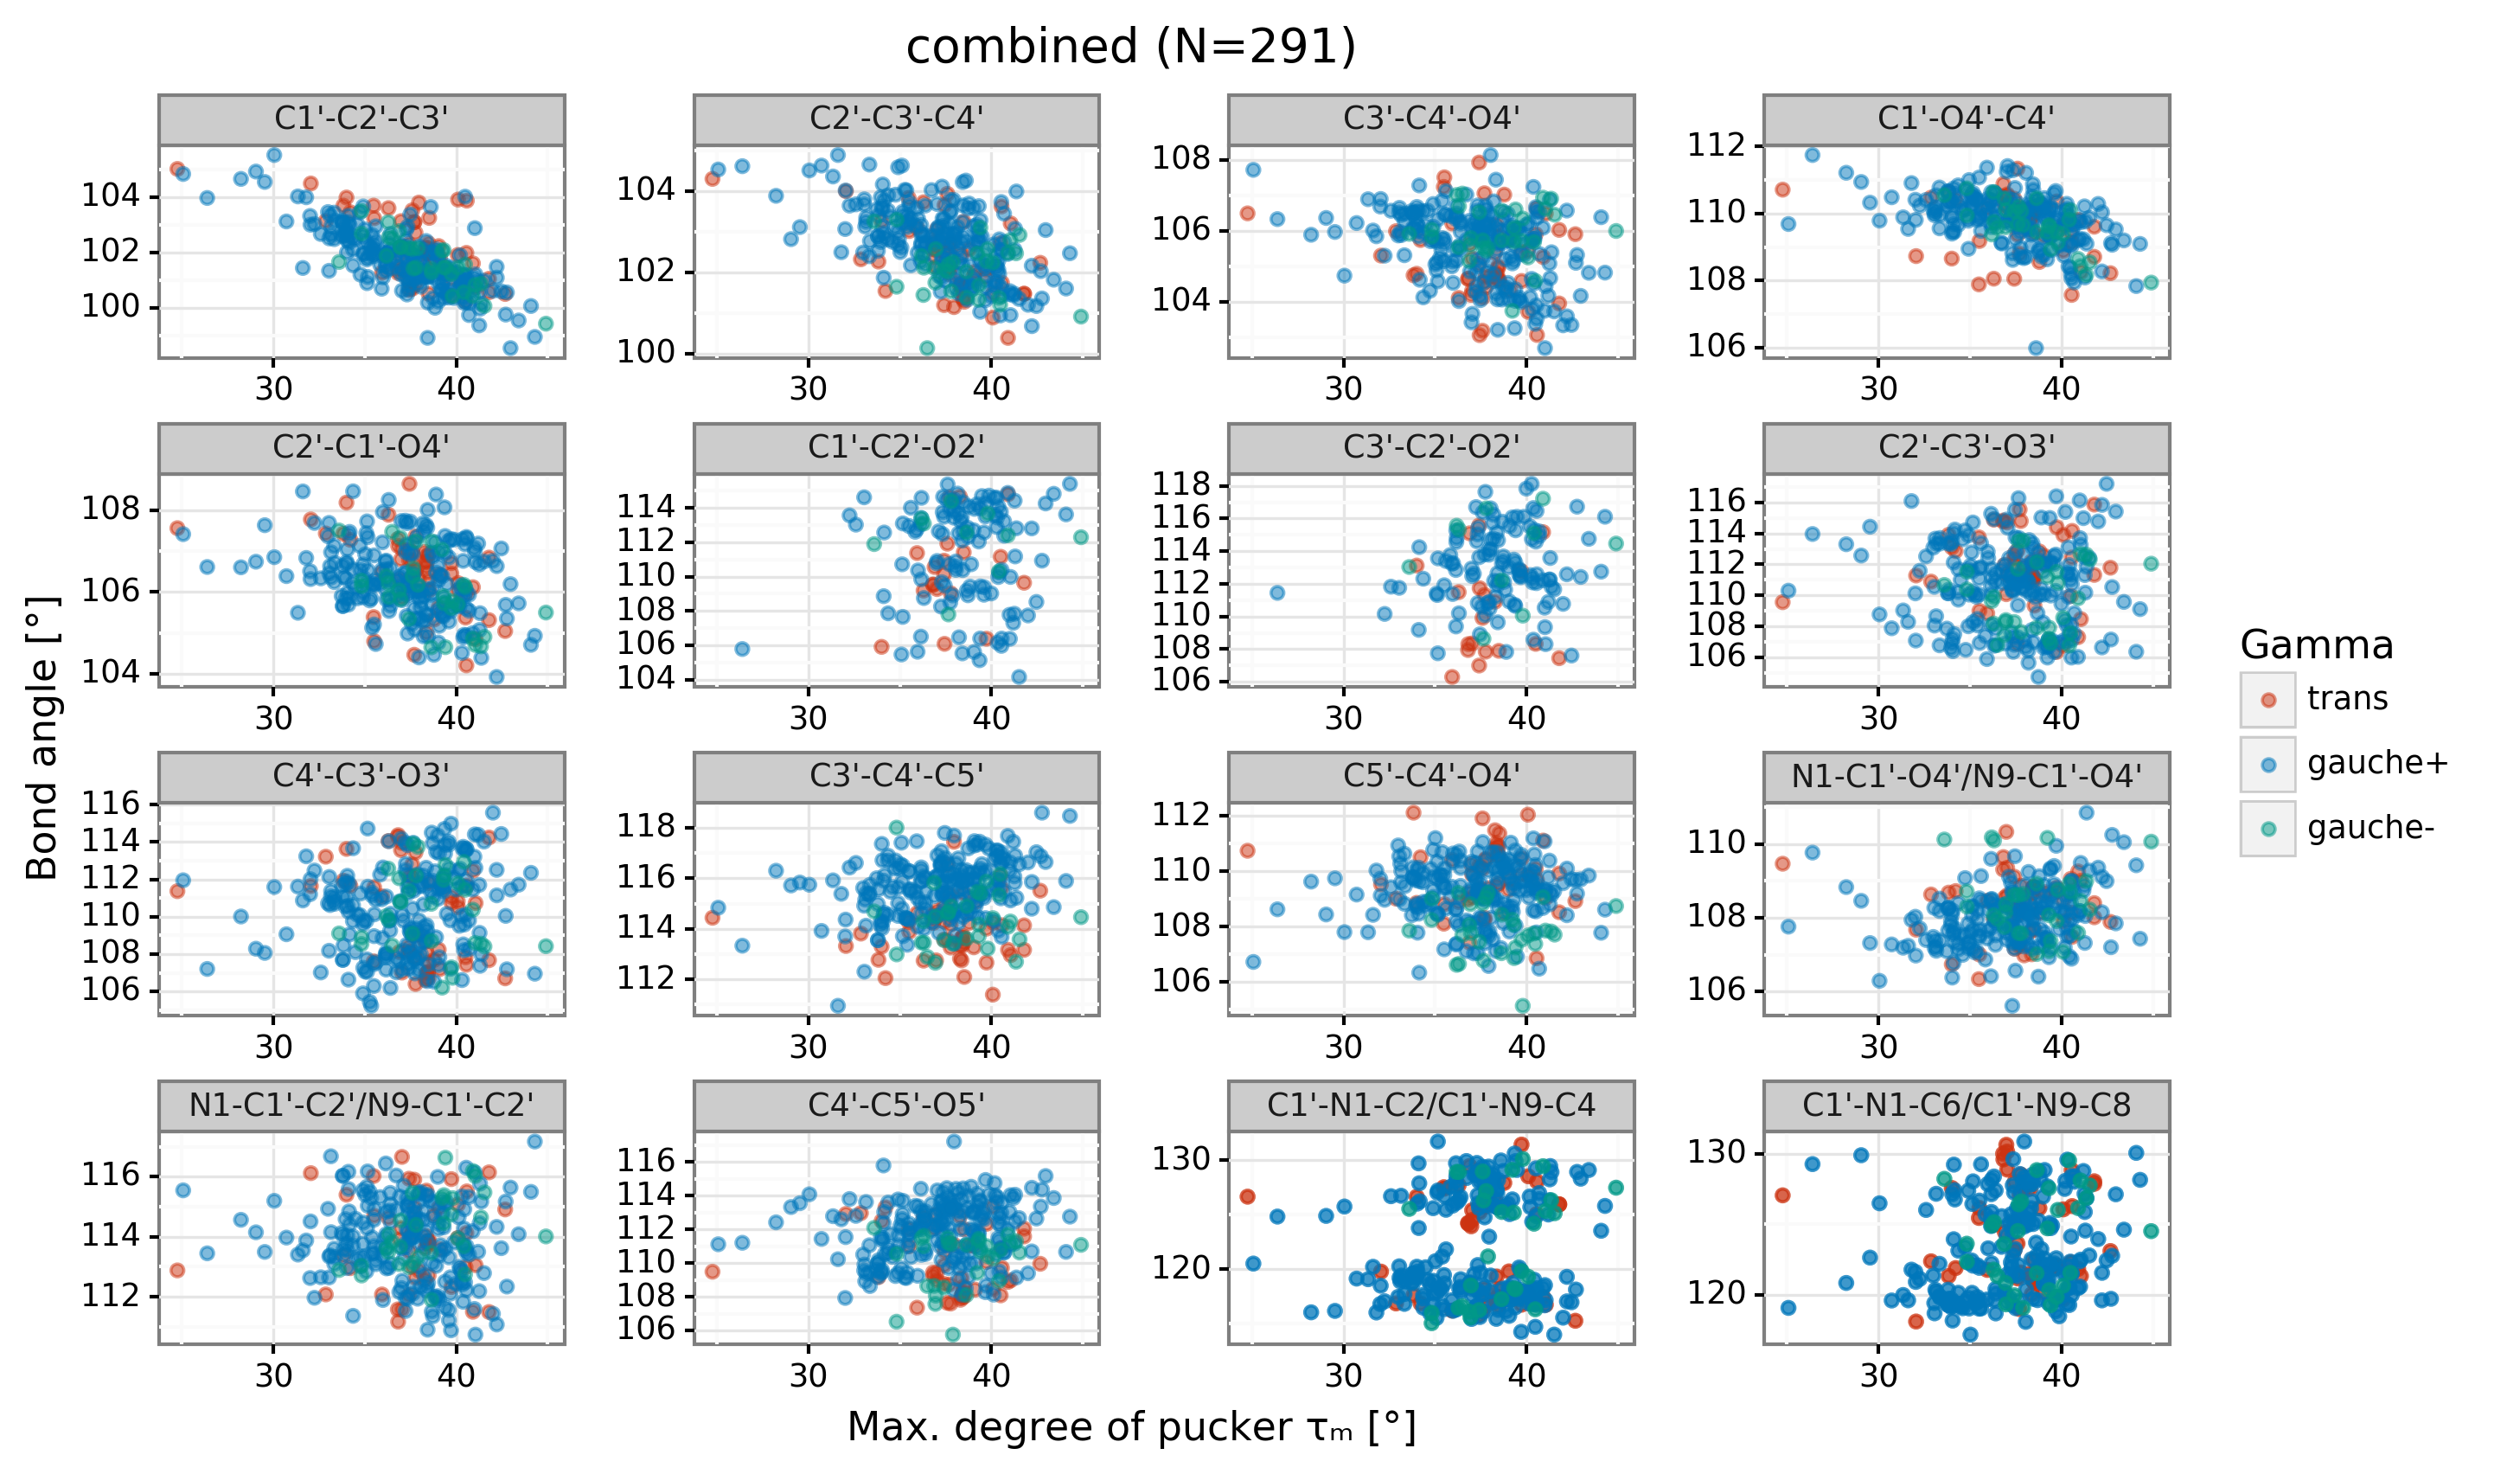 combined (N=291)
C1'-C2'-C3' C2'-C3'-C4' C3'-C4'-O4' C1'-O4'-C4'
104 102 100 30 40
104 102 100 30 40
108 106 104 30 40
112 110 108 106 30 40
C2'-C1'-O4' C1'-C2'-O2' C3'-C2'-O2' C2'-C3'-O3'
108 106 104 30 40
114 112 110 108 106 104 30 40
118 116 114 112 110 108 106 30 40
116 114 112 110 108 106 30 40
C4'-C3'-O3' C3'-C4'-C5' C5'-C4'-O4' N1-C1'-O4'/N9-C1'-O4'
116 114 112 110 108 106 30 40
118 116 114 112 30 40
112 110 108 106 30 40
110 108 106 30 40
N1-C1'-C2'/N9-C1'-C2' C4'-C5'-O5' C1'-N1-C2/C1'-N9-C4 C1'-N1-C6/C1'-N9-C8
116 114 112 30 40
116 114 112 110 108 106 30 40
130 120 30 40
130 120 30 40
Bond angle [°]
Max. degree of pucker τₘ [°]
Gamma
trans
gauche+
gauche-